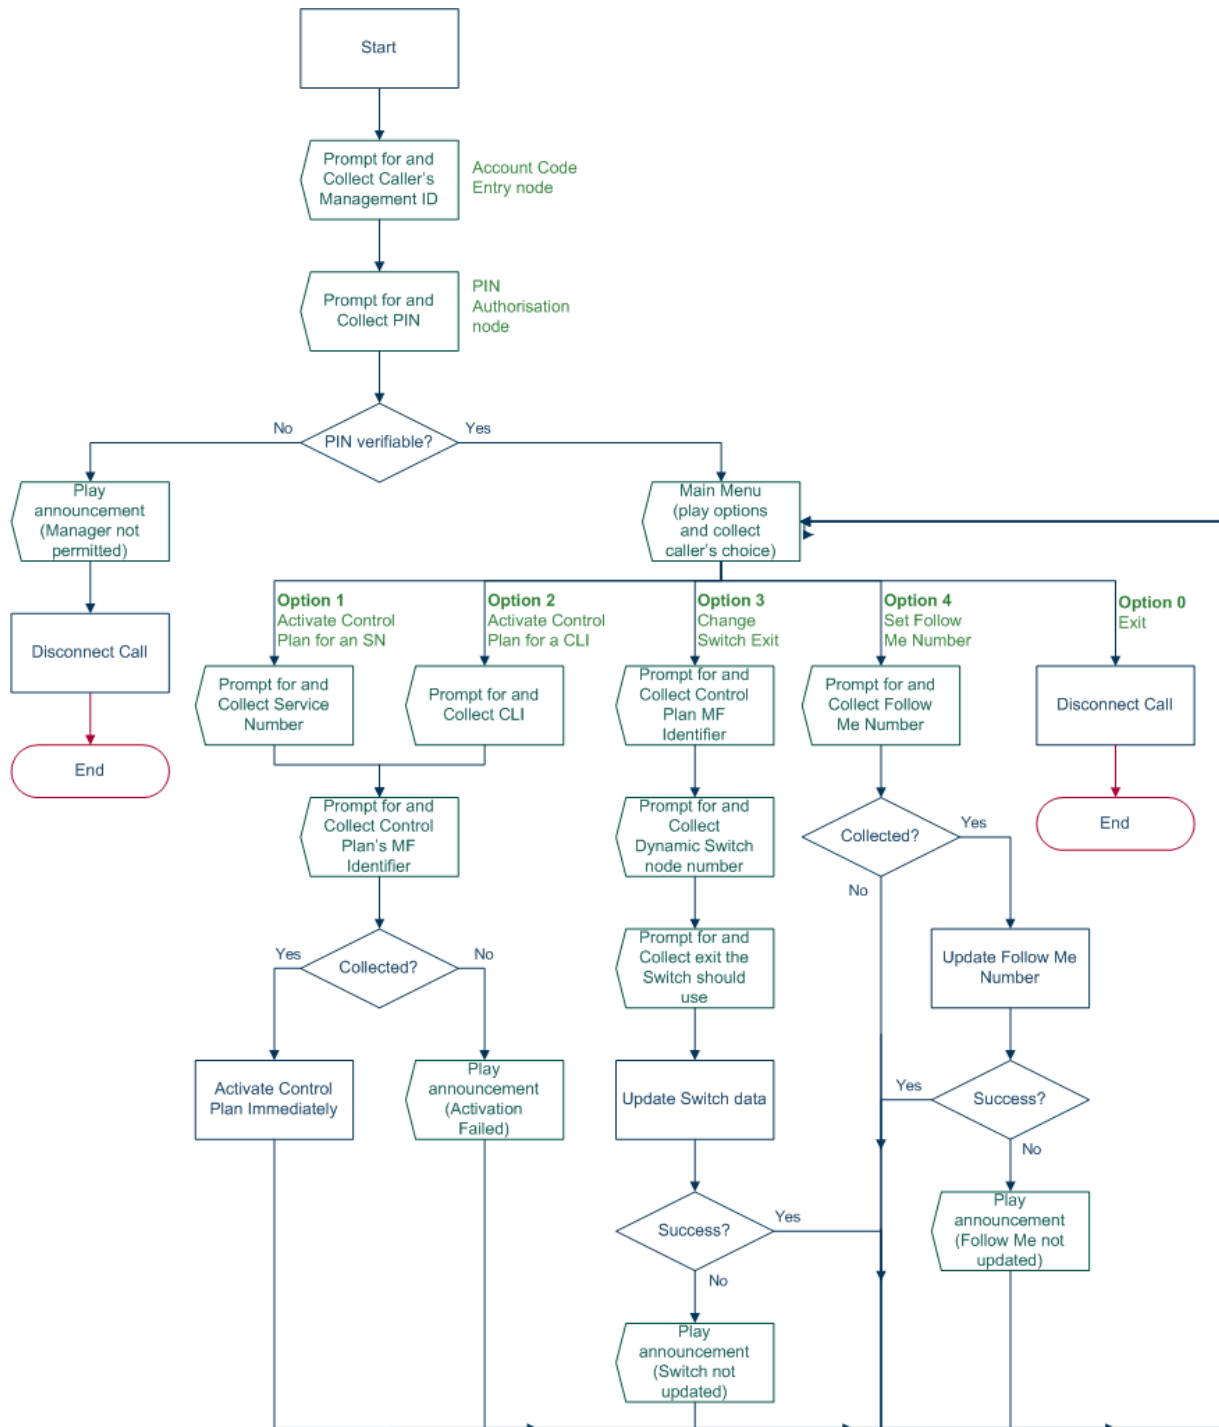 Start
Prompt for and
Collect Caller's
Management ID
Account Code
Entry node
Prompt for and
Collect PIN
PIN
Authorisation
node
No
PIN verifiable?
Yes
Play
announcement
(Manager not
permitted)
Main Menu
(play options
and collect
caller's choice)
Disconnect Call
End
Option 1
Activate Control
Plan for an SN
Option 2
Activate Control
Plan for a CLI
Option 3
Change
Switch Exit
Option 4
Set Follow
Me Number
Option 0
Exit
Prompt for and
Collect Service
Number
Prompt for and
Collect CLI
Prompt for and
Collect Control
Plan MF
Identifier
Prompt for and
Collect Follow
Me Number
Disconnect Call
End
Prompt for and
Collect Control
Plan's MF
Identifier
Prompt for and
Collect
Dynamic Switch
node number
Collected?
Yes
No
Yes
Collected?
No
Prompt for and
Collect exit the
Switch should
use
Update Follow Me
Number
Activate Control
Plan Immediately
Play
announcement
(Activation
Failed)
Update Switch data
Yes
Success?
No
Success?
Yes
No
Play
announcement
(Follow Me not
updated)
Play
announcement
(Switch not
updated)